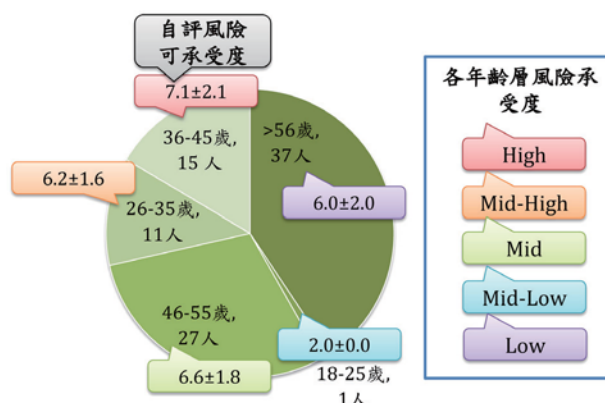 自評風險
可承受度
7.1±2.1
36-45歲,
15 人
>56歲,
37人
6.2±1.6
26-35歲,
11人
6.0±2.0
46-55歲,
27人
6.6±1.8
2.0±0.0
18-25歲,
1人
各年齡層風險承
受度
High
Mid-High
Mid
Mid-Low
Low